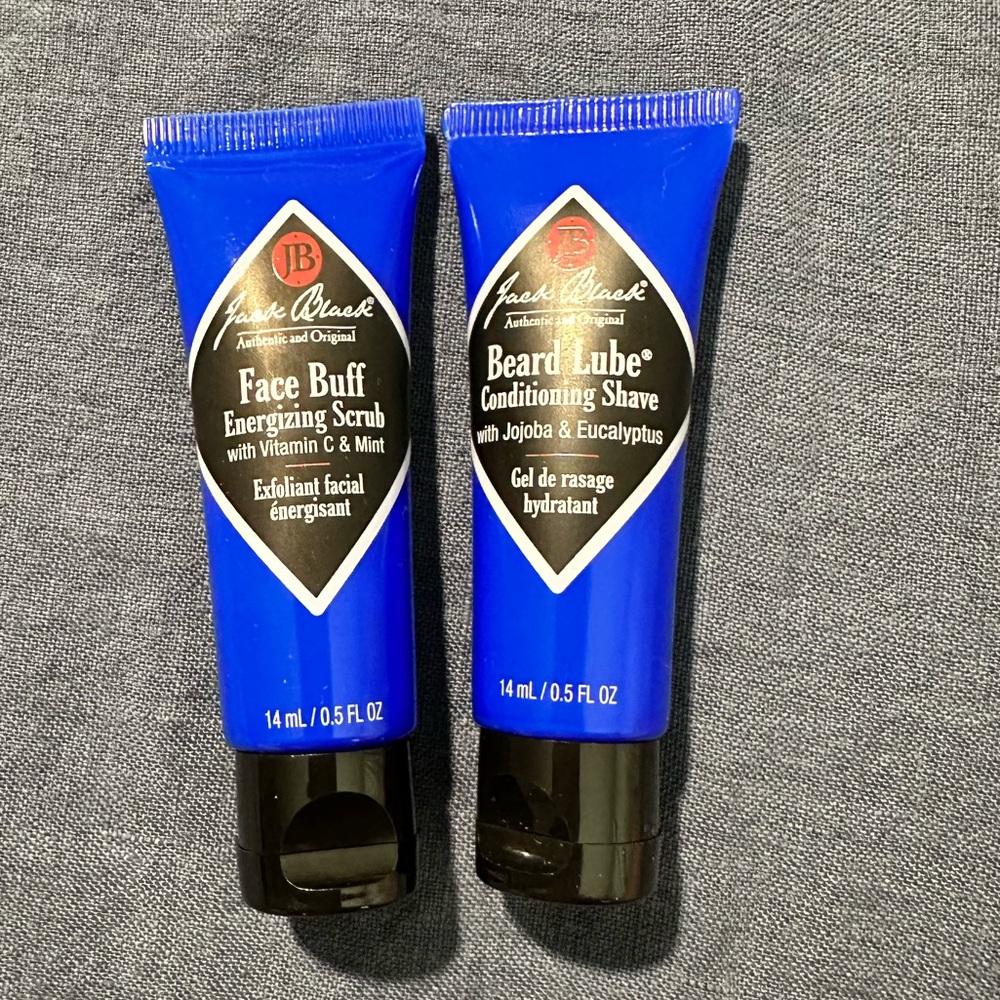 JB
Jack Black®
Authentic and Original
Face Buff
Energizing Scrub
with Vitamin C & Mint
Exfoliant facial
énergisant
14 mL / 0.5 FL OZ
JB
Jack Black®
Authentic and Original
Beard Lube®
Conditioning Shave
with Jojoba & Eucalyptus
Gel de rasage
hydratant
14 mL / 0.5 FL OZ